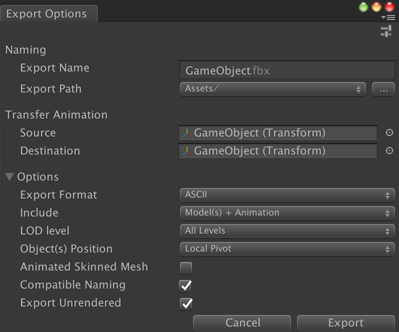 Export Options
Naming
Export Name GameObject.fbx
Export Path Assets/ ...
Transfer Animation
Source GameObject (Transform)
Destination GameObject (Transform)
Options
Export Format ASCII
Include Model(s) + Animation
LOD level All Levels
Object(s) Position Local Pivot
Animated Skinned Mesh
Compatible Naming
Export Unrendered
Cancel Export